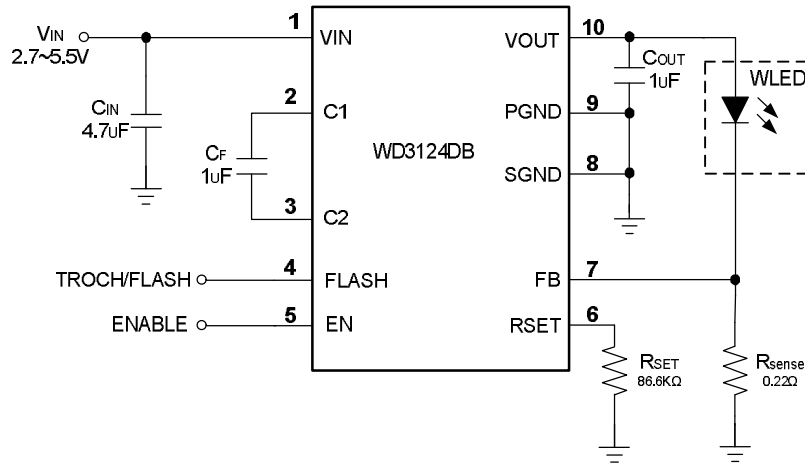 VIN
2.7~5.5V
CIN
4.7uF
CF
1uF
TROCH/FLASH
ENABLE
1
2
3
4
5
VIN
C1
C2
FLASH
EN
WD3124DB
VOUT
PGND
SGND
FB
RSET
10
9
8
7
6
COUT
1uF
WLED
RSET
86.6KΩ
Rsense
0.22Ω